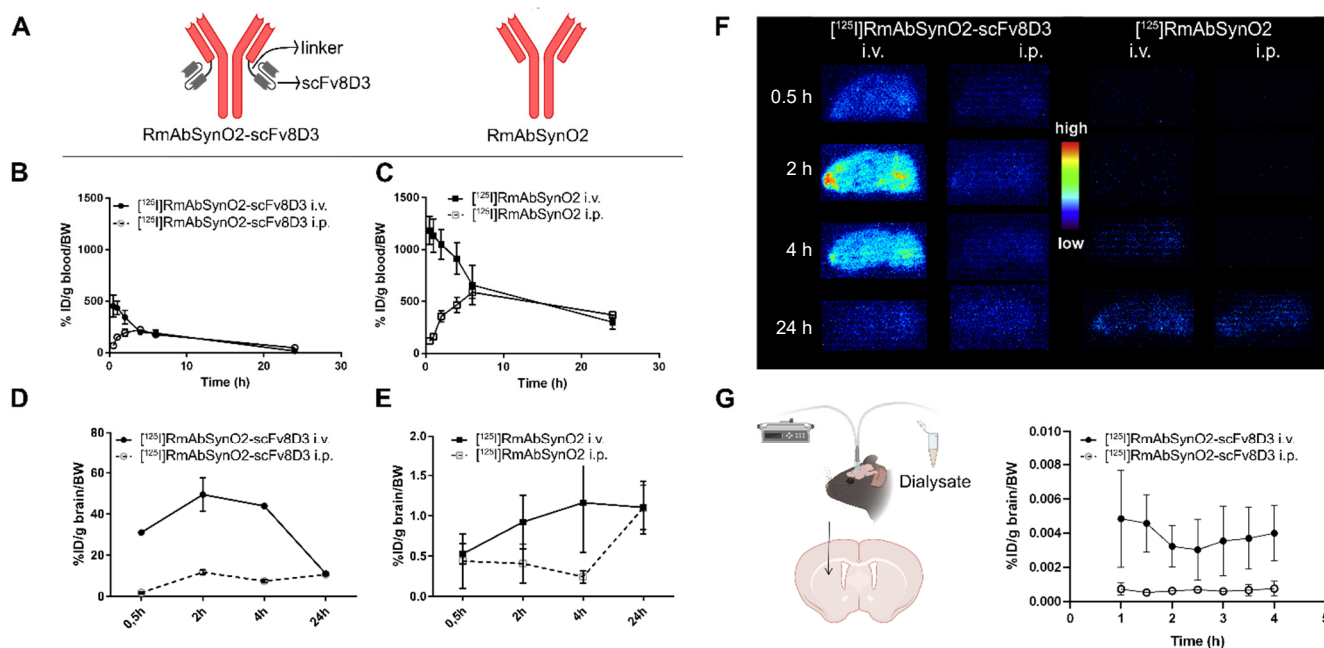 A
linker
scFv8D3
RmAbSynO2-scFv8D3
RmAbSynO2
B
[¹²⁵I]RmAbSynO2-scFv8D3 i.v.
[¹²⁵I]RmAbSynO2-scFv8D3 i.p.
% ID/g blood/BW
1500
1000
500
0
0 10 20 30
Time (h)
C
[¹²⁵I]RmAbSynO2 i.v.
[¹²⁵I]RmAbSynO2 i.p.
% ID/g blood/BW
1500
1000
500
0
0 10 20 30
Time (h)
D
[¹²⁵I]RmAbSynO2-scFv8D3 i.v.
[¹²⁵I]RmAbSynO2-scFv8D3 i.p.
%ID/g brain/BW
80
60
40
20
0
0,5h 2h 4h 24h
E
[¹²⁵I]RmAbSynO2 i.v.
[¹²⁵I]RmAbSynO2 i.p.
%ID/g brain/BW
2.0
1.5
1.0
0.5
0.0
0,5h 2h 4h 24h
F
[¹²⁵I]RmAbSynO2-scFv8D3 [¹²⁵]RmAbSynO2
i.v. i.p. i.v. i.p.
0.5 h
high
2 h
low
4 h
24 h
G
Dialysate
[¹²⁵I]RmAbSynO2-scFv8D3 i.v.
[¹²⁵I]RmAbSynO2-scFv8D3 i.p.
%ID/g brain/BW
0.010
0.008
0.006
0.004
0.002
0.000
0 1 2 3 4 5
Time (h)